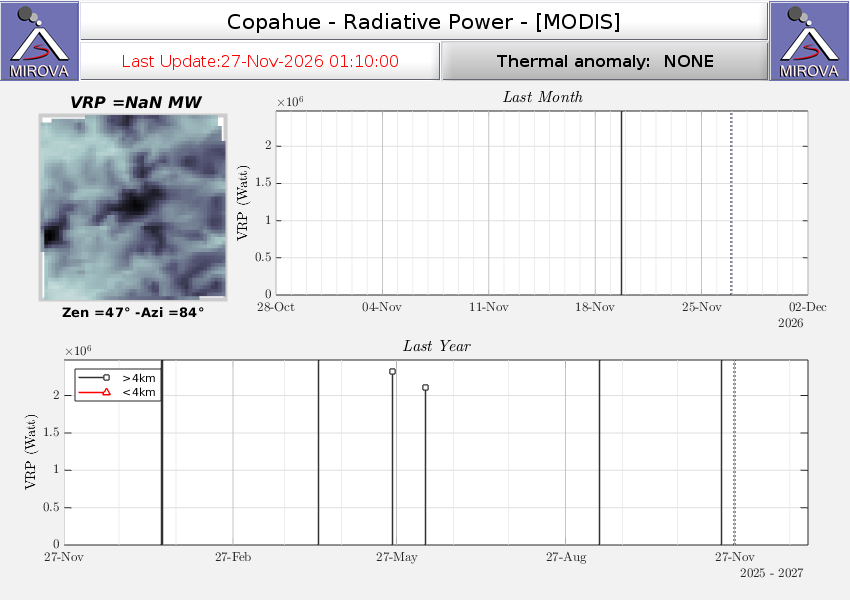 MIROVA
Copahue - Radiative Power - [MODIS]
MIROVA
Last Update:27-Nov-2026 01:10:00
Thermal anomaly: NONE
VRP =NaN MW
Zen =47° -Azi =84°
Last Month
×10⁶
VRP (Watt)
2
1.5
1
0.5
0
28-Oct 04-Nov 11-Nov 18-Nov 25-Nov 02-Dec
2026
Last Year
×10⁶
VRP (Watt)
>4km
<4km
2
1.5
1
0.5
0
27-Nov 27-Feb 27-May 27-Aug 27-Nov
2025 - 2027